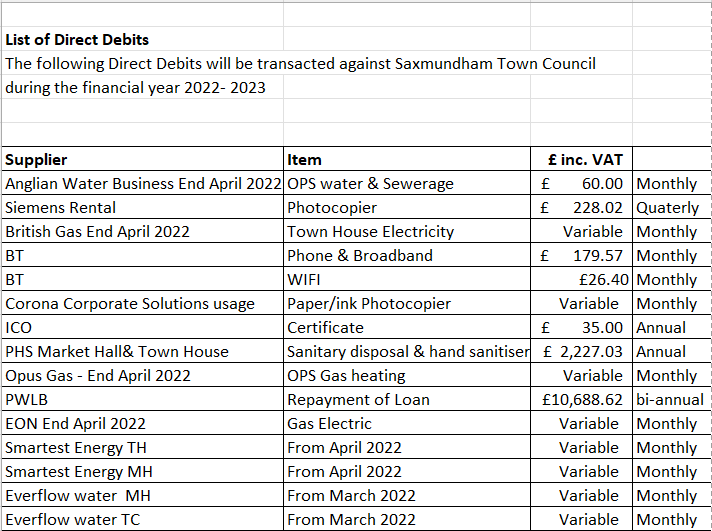 List of Direct Debits
The following Direct Debits will be transacted against Saxmundham Town Council
during the financial year 2022- 2023
Supplier Item £ inc. VAT
Anglian Water Business End April 2022 OPS water & Sewerage £ 60.00 Monthly
Siemens Rental Photocopier £ 228.02 Quaterly
British Gas End April 2022 Town House Electricity Variable Monthly
BT Phone & Broadband £ 179.57 Monthly
BT WIFI £26.40 Monthly
Corona Corporate Solutions usage Paper/ink Photocopier Variable Monthly
ICO Certificate £ 35.00 Annual
PHS Market Hall& Town House Sanitary disposal & hand sanitiser £ 2,227.03 Annual
Opus Gas - End April 2022 OPS Gas heating Variable Monthly
PWLB Repayment of Loan £10,688.62 bi-annual
EON End April 2022 Gas Electric Variable Monthly
Smartest Energy TH From April 2022 Variable Monthly
Smartest Energy MH From April 2022 Variable Monthly
Everflow water MH From March 2022 Variable Monthly
Everflow water TC From March 2022 Variable Monthly